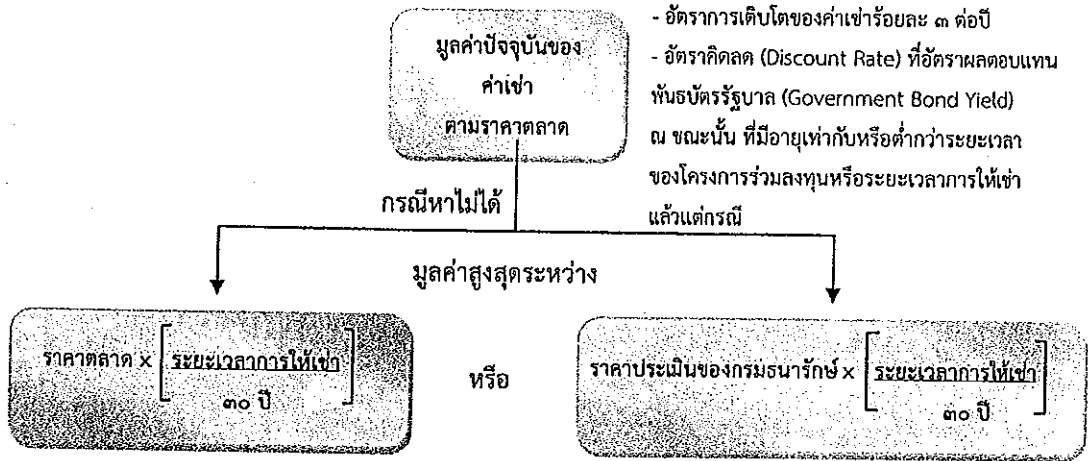 มูลค่าปัจจุบันของ
ค่าเช่า
ตามราคาตลาด
- อัตราการเติบโตของค่าเช่าร้อยละ ๓ ต่อปี
- อัตราคิดลด (Discount Rate) ที่อัตราผลตอบแทน
พันธบัตรรัฐบาล (Government Bond Yield)
ณ ขณะนั้น ที่มีอายุเท่ากับหรือต่ำกว่าระยะเวลา
ของโครงการร่วมลงทุนหรือระยะเวลาการให้เช่า
แล้วแต่กรณี
กรณีหาไม่ได้
มูลค่าสูงสุดระหว่าง
ราคาตลาด × [ระยะเวลาการให้เช่า
๓๐ ปี]
หรือ
ราคาประเมินของกรมธนารักษ์ × [ระยะเวลาการให้เช่า
๓๐ ปี]